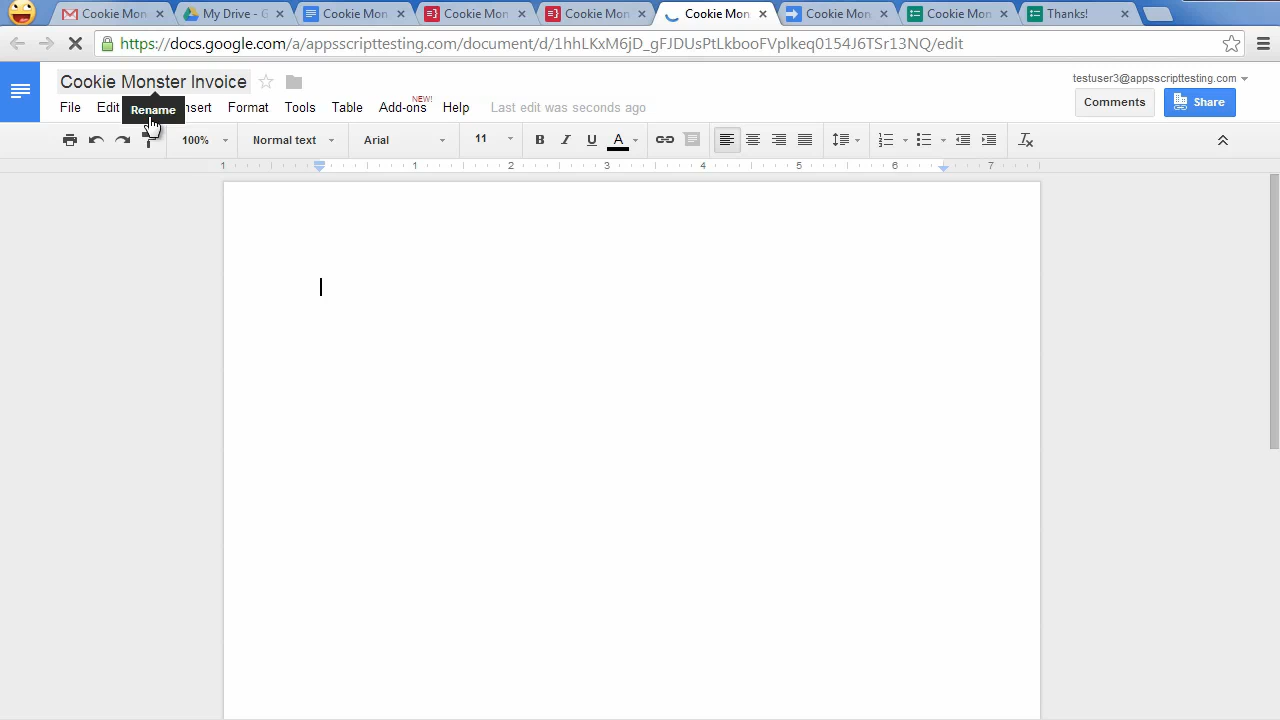 Cookie Mon
My Drive - G
Cookie Mon
Cookie Mon
Cookie Mon
Cookie Mon
Cookie Mon
Cookie Mon
Thanks!
https://docs.google.com/a/appsscripttesting.com/document/d/1hhLKxM6jD_gFJDUsPtLkbooFVplkeq0154J6TSr13NQ/edit
Cookie Monster Invoice
testuser3@appsscripttesting.com
File Edit nsert Format Tools Table Add-ons NEW! Help Last edit was seconds ago
Comments
Share
Rename
100% Normal text Arial 11 B I U A
1 1 2 3 4 5 6 7